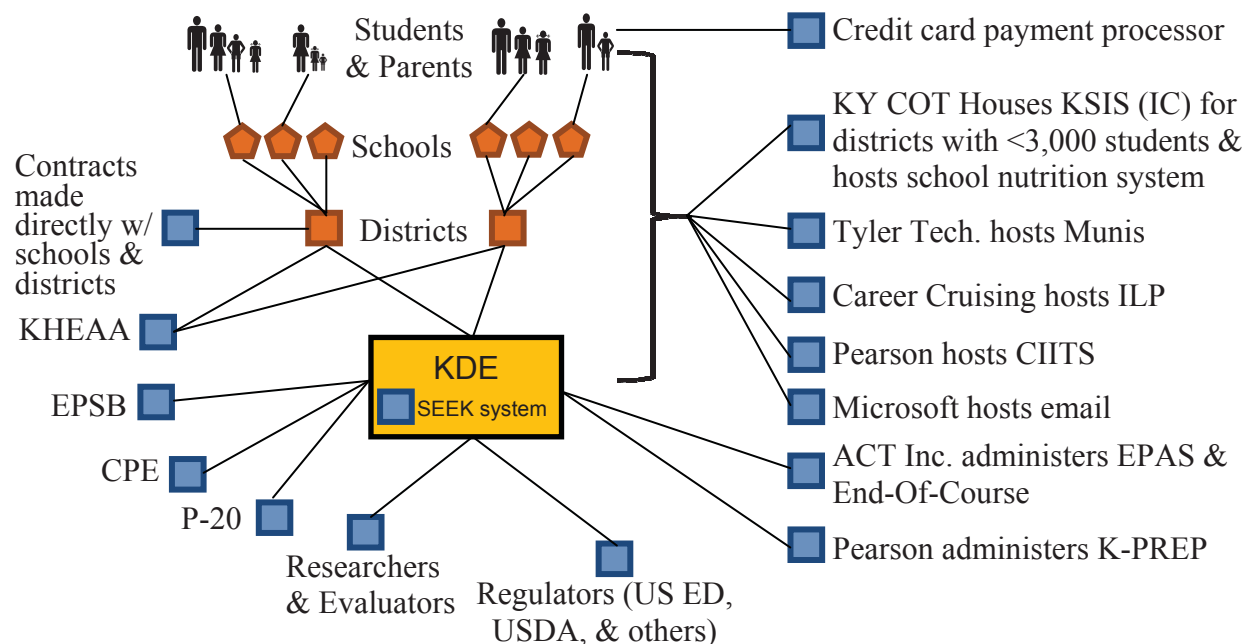 Students
& Parents
Credit card payment processor
KY COT Houses KSIS (IC) for
districts with <3,000 students &
hosts school nutrition system
Schools
Contracts
made
directly w/
schools &
districts
Districts
Tyler Tech. hosts Munis
Career Cruising hosts ILP
KHEAA
Pearson hosts CIITS
KDE
SEEK system
EPSB
Microsoft hosts email
CPE
ACT Inc. administers EPAS &
End-Of-Course
P-20
Pearson administers K-PREP
Researchers
& Evaluators
Regulators (US ED,
USDA, & others)